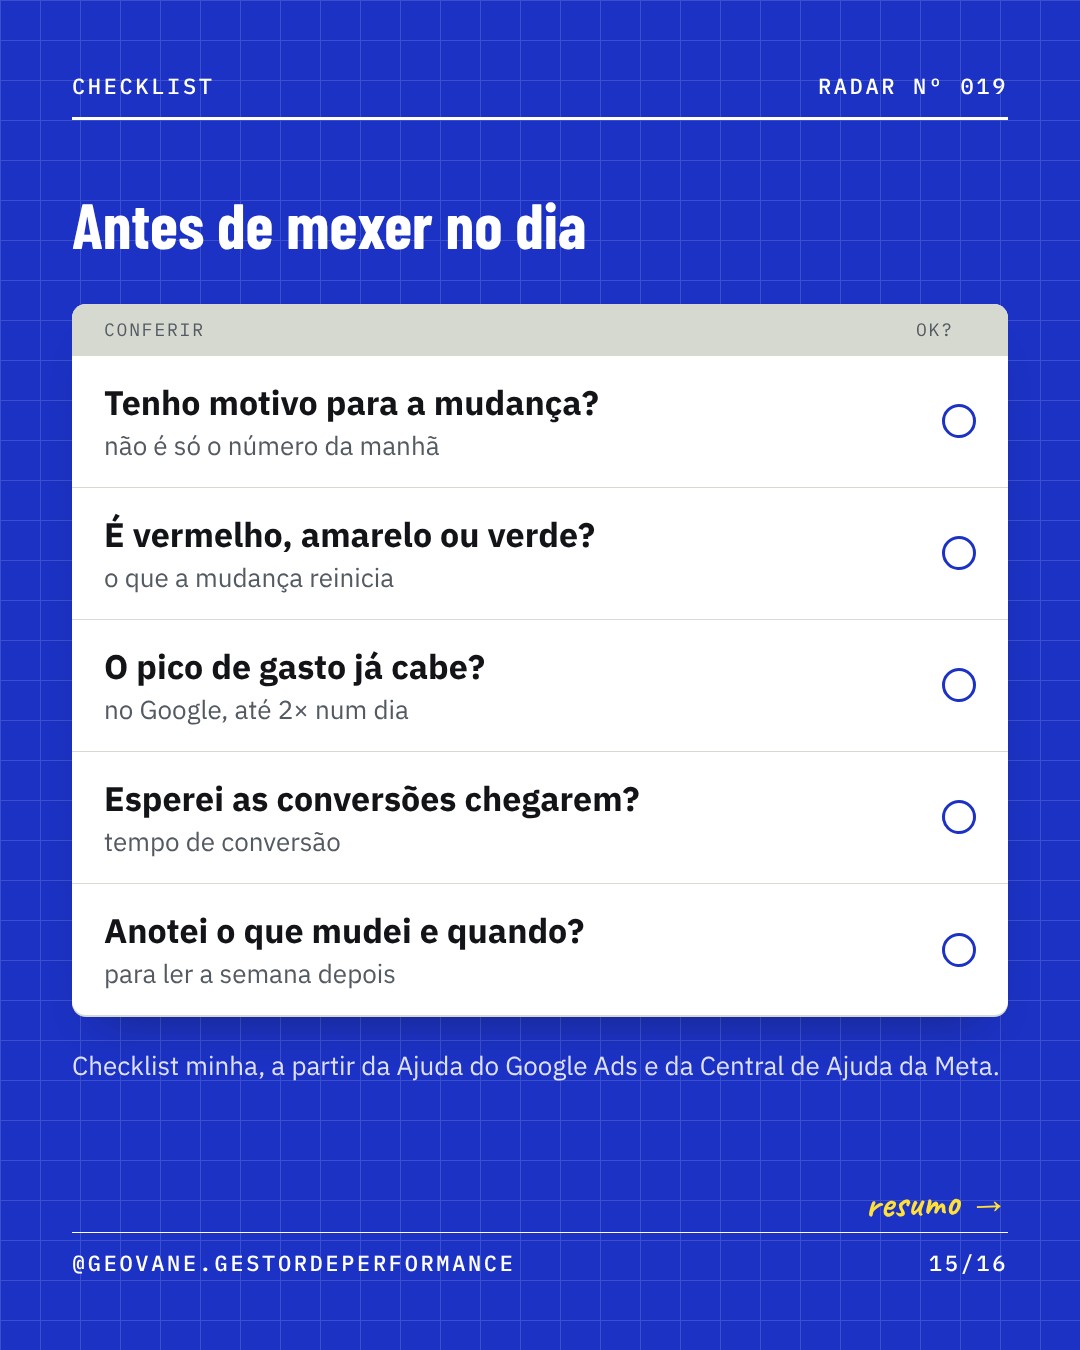 CHECKLIST
RADAR Nº 019
Antes de mexer no dia
CONFERIR
OK?
Tenho motivo para a mudança?
não é só o número da manhã
É vermelho, amarelo ou verde?
o que a mudança reinicia
O pico de gasto já cabe?
no Google, até 2× num dia
Esperei as conversões chegarem?
tempo de conversão
Anotei o que mudei e quando?
para ler a semana depois
Checklist minha, a partir da Ajuda do Google Ads e da Central de Ajuda da Meta.
resumo →
@GEOVANE.GESTORDEPERFORMANCE
15/16